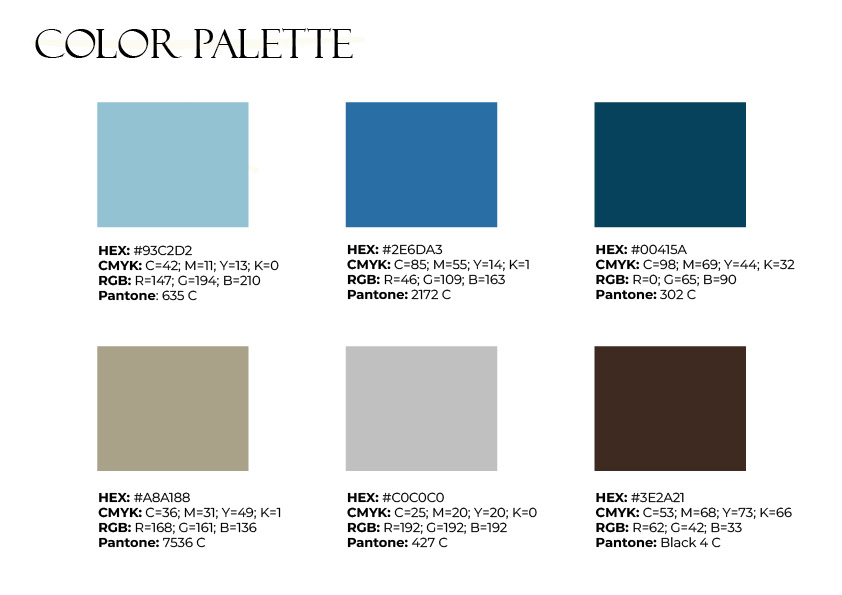 COLOR PALETTE
HEX: #93C2D2
CMYK: C=42; M=11; Y=13; K=0
RGB: R=147; G=194; B=210
Pantone: 635 C
HEX: #2E6DA3
CMYK: C=85; M=55; Y=14; K=1
RGB: R=46; G=109; B=163
Pantone: 2172 C
HEX: #00415A
CMYK: C=98; M=69; Y=44; K=32
RGB: R=0; G=65; B=90
Pantone: 302 C
HEX: #A8A188
CMYK: C=36; M=31; Y=49; K=1
RGB: R=168; G=161; B=136
Pantone: 7536 C
HEX: #C0C0C0
CMYK: C=25; M=20; Y=20; K=0
RGB: R=192; G=192; B=192
Pantone: 427 C
HEX: #3E2A21
CMYK: C=53; M=68; Y=73; K=66
RGB: R=62; G=42; B=33
Pantone: Black 4 C